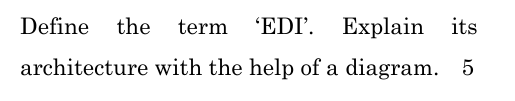 Define the term ‘EDI’. Explain its
architecture with the help of a diagram. 5